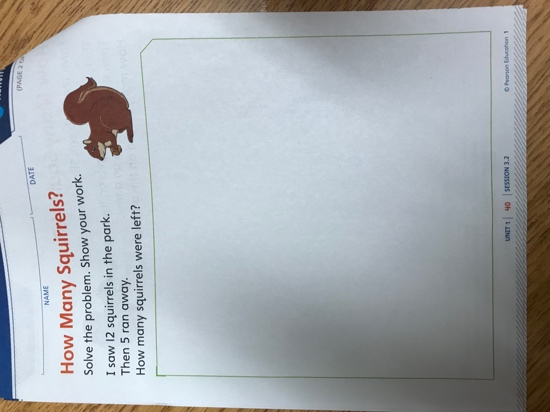 (PAGE 2
NAME
DATE
How Many Squirrels?
Solve the problem. Show your work.
I saw 12 squirrels in the park.
Then 5 ran away.
How many squirrels were left?
UNIT 1 | 40 | SESSION 3.2
© Pearson Education 1